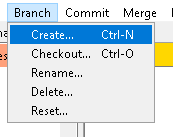 Branch Commit Merge
Create... Ctrl-N
Checkout... Ctrl-O
Rename...
Delete...
Reset...